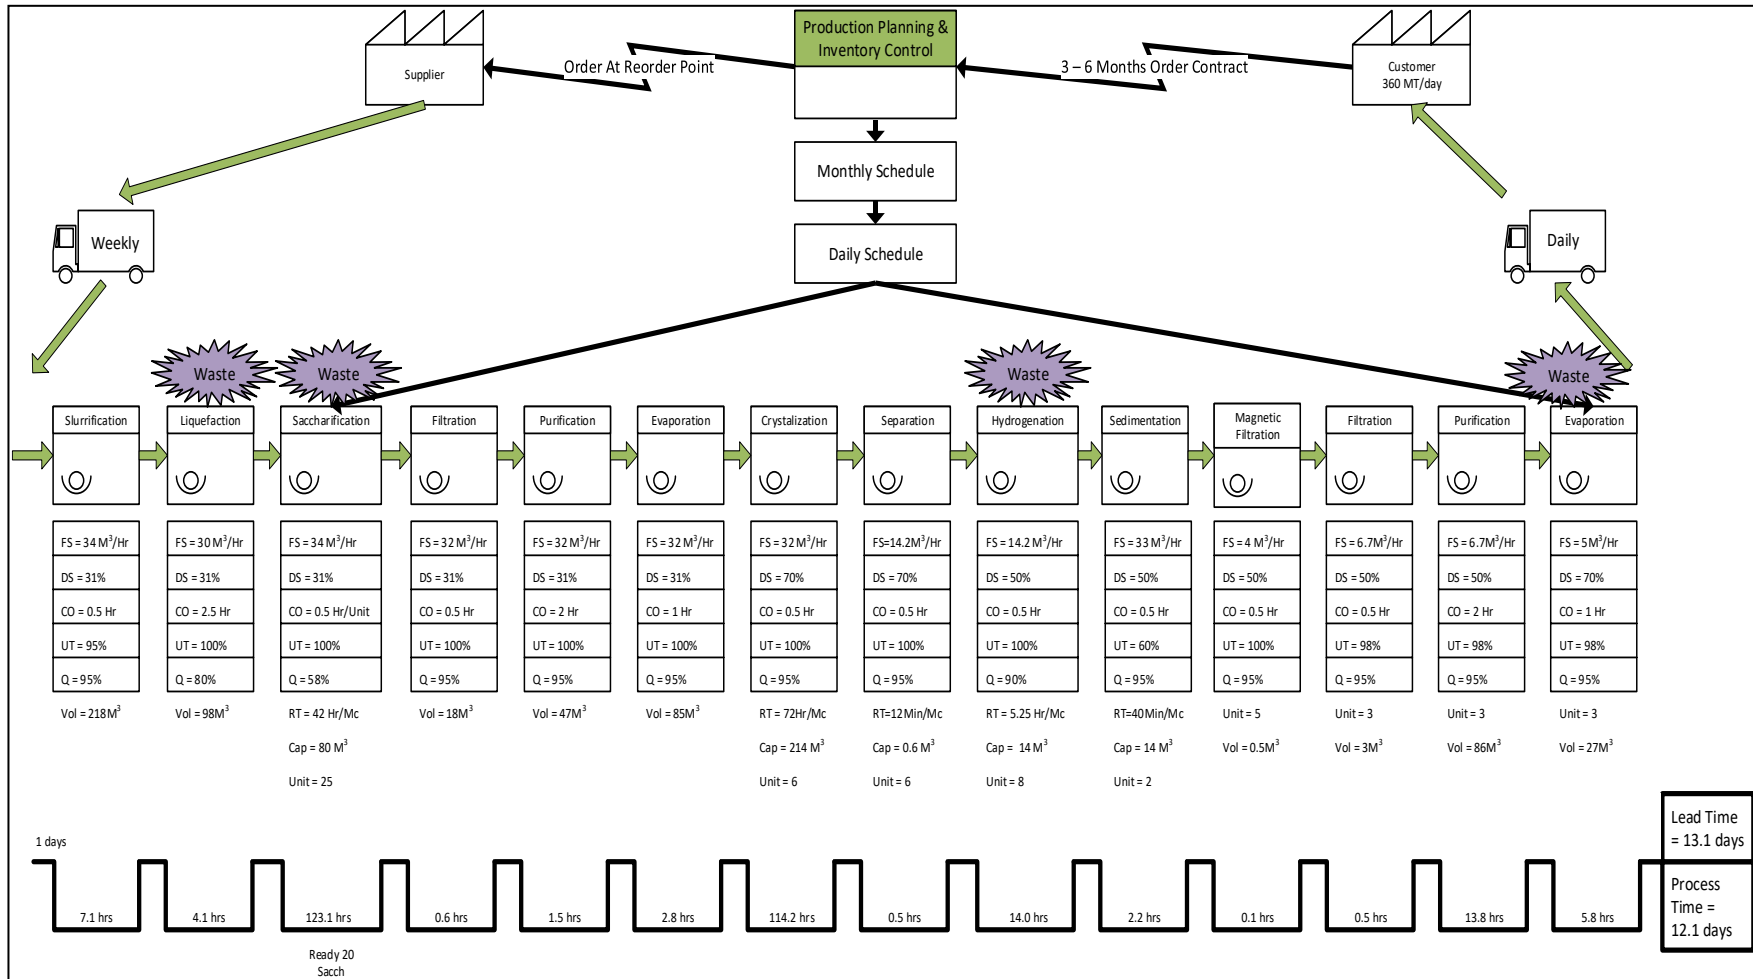 Production Planning &
Inventory Control
Supplier
Order At Reorder Point
3 – 6 Months Order Contract
Customer
360 MT/day
Monthly Schedule
Weekly
Daily Schedule
Daily
Waste
Waste
Waste
Waste
Slurrification
Liquefaction
Saccharification
Filtration
Purification
Evaporation
Crystalization
Separation
Hydrogenation
Sedimentation
Magnetic
Filtration
Filtration
Purification
Evaporation
FS = 34 M³/Hr
FS = 30 M³/Hr
FS = 34 M³/Hr
FS = 32 M³/Hr
FS = 32 M³/Hr
FS = 32 M³/Hr
FS = 32 M³/Hr
FS=14.2M³/Hr
FS = 14.2 M³/Hr
FS = 33 M³/Hr
FS = 4 M³/Hr
FS = 6.7M³/Hr
FS = 6.7M³/Hr
FS = 5M³/Hr
DS = 31%
DS = 31%
DS = 31%
DS = 31%
DS = 31%
DS = 31%
DS = 70%
DS = 70%
DS = 50%
DS = 50%
DS = 50%
DS = 50%
DS = 50%
DS = 70%
CO = 0.5 Hr
CO = 2.5 Hr
CO = 0.5 Hr/Unit
CO = 0.5 Hr
CO = 2 Hr
CO = 1 Hr
CO = 0.5 Hr
CO = 0.5 Hr
CO = 0.5 Hr
CO = 0.5 Hr
CO = 0.5 Hr
CO = 0.5 Hr
CO = 2 Hr
CO = 1 Hr
UT = 95%
UT = 100%
UT = 100%
UT = 100%
UT = 100%
UT = 100%
UT = 100%
UT = 100%
UT = 100%
UT = 60%
UT = 100%
UT = 98%
UT = 98%
UT = 98%
Q = 95%
Q = 80%
Q = 58%
Q = 95%
Q = 95%
Q = 95%
Q = 95%
Q = 95%
Q = 90%
Q = 95%
Q = 95%
Q = 95%
Q = 95%
Q = 95%
Vol = 218M³
Vol = 98M³
RT = 42 Hr/Mc
Vol = 18M³
Vol = 47M³
Vol = 85M³
RT = 72Hr/Mc
RT=12Min/Mc
RT = 5.25 Hr/Mc
RT=40Min/Mc
Unit = 5
Unit = 3
Unit = 3
Unit = 3
Cap = 80 M³
Cap = 214 M³
Cap = 0.6 M³
Cap = 14 M³
Cap = 14 M³
Vol = 0.5M³
Vol = 3M³
Vol = 86M³
Vol = 27M³
Unit = 25
Unit = 6
Unit = 6
Unit = 8
Unit = 2
1 days
Lead Time
= 13.1 days
7.1 hrs
4.1 hrs
123.1 hrs
0.6 hrs
1.5 hrs
2.8 hrs
114.2 hrs
0.5 hrs
14.0 hrs
2.2 hrs
0.1 hrs
0.5 hrs
13.8 hrs
5.8 hrs
Process
Time =
12.1 days
Ready 20
Sacch